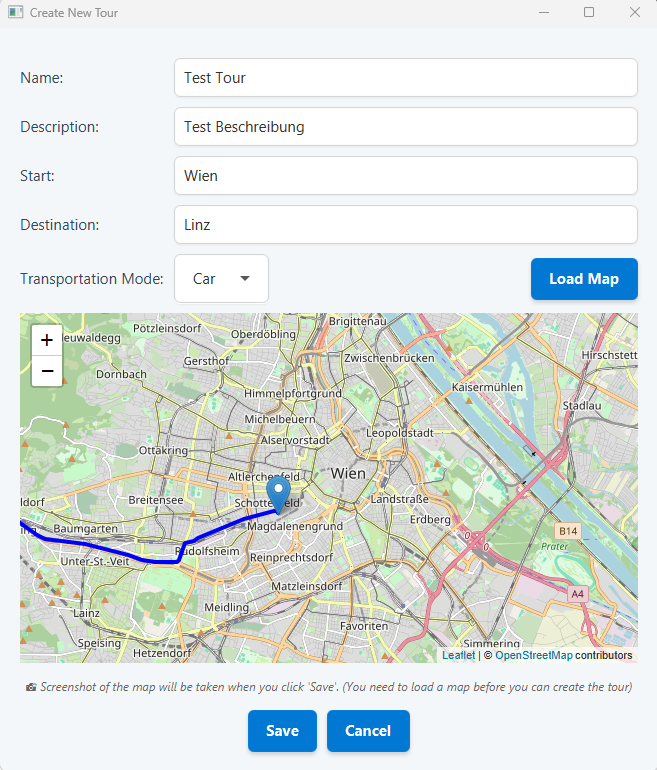 Create New Tour
Name:
Test Tour
Description:
Test Beschreibung
Start:
Wien
Destination:
Linz
Transportation Mode:
Car
Load Map
+
−
Brigittenau
Pötzleinsdorf
Oberdöbling
Gersthof
Zwischenbrücken
Hirschstett
Dornbach
Kaisermühlen
Himmelpfortgrund
Stadlau
Michelbeuern
Leopoldstadt
Alservorstadt
Ottakring
Wien
Altlerchenfeld
Breitensee
Landstraße
Erdberg
Baumgarten
Magdalenengrund
B14
Prater
Rudolfsheim
Unter-St.-Veit
Reinprechtsdorf
Matzleinsdorf
A4
Meidling
Lainz
Favoriten
Speising
Simmering
Hetzendorf
Leaflet | © OpenStreetMap contributors
Screenshot of the map will be taken when you click 'Save'. (You need to load a map before you can create the tour)
Save
Cancel